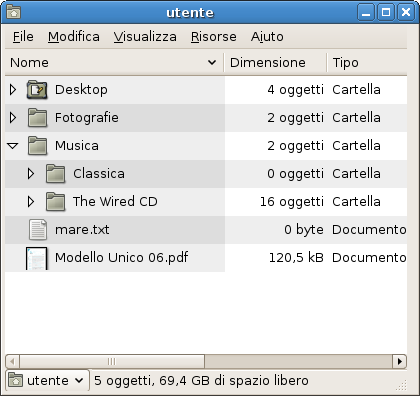 utente
File Modifica Visualizza Risorse Aiuto
Nome Dimensione Tipo
Desktop 4 oggetti Cartella
Fotografie 2 oggetti Cartella
Musica 2 oggetti Cartella
Classica 0 oggetti Cartella
The Wired CD 16 oggetti Cartella
mare.txt 0 byte Documento
Modello Unico 06.pdf 120,5 kB Documento
utente 5 oggetti, 69,4 GB di spazio libero